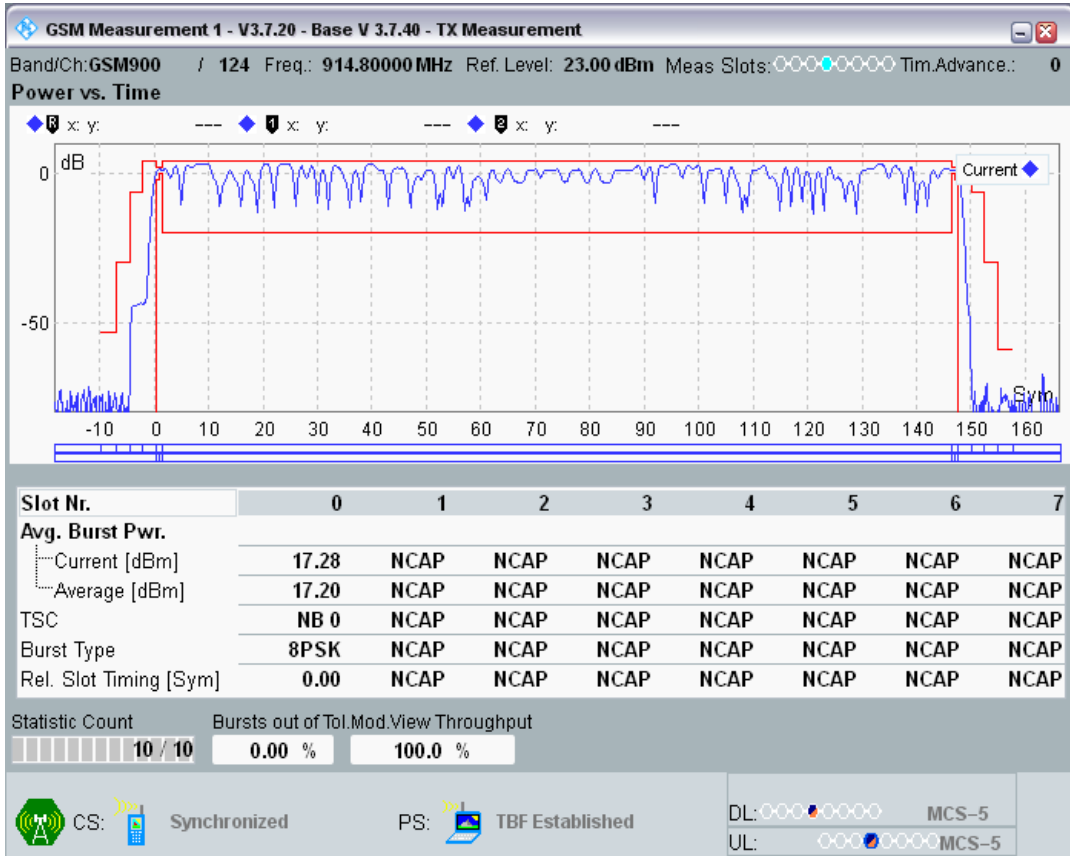 GSM Measurement 1 - V3.7.20 - Base V 3.7.40 - TX Measurement
Band/Ch:GSM900 / 124 Freq.: 914.80000 MHz Ref. Level: 23.00 dBm Meas Slots: Tim.Advance.: 0
Power vs. Time
R x: y: --- 1 x: y: --- 2 x: y: ---
dB
0
Current
-50
Sym
-10 0 10 20 30 40 50 60 70 80 90 100 110 120 130 140 150 160
Slot Nr. 0 1 2 3 4 5 6 7
Avg. Burst Pwr.
Current [dBm] 17.28 NCAP NCAP NCAP NCAP NCAP NCAP NCAP
Average [dBm] 17.20 NCAP NCAP NCAP NCAP NCAP NCAP NCAP
TSC NB 0 NCAP NCAP NCAP NCAP NCAP NCAP NCAP
Burst Type 8PSK NCAP NCAP NCAP NCAP NCAP NCAP NCAP
Rel. Slot Timing [Sym] 0.00 NCAP NCAP NCAP NCAP NCAP NCAP NCAP
Statistic Count Bursts out of Tol.Mod.View Throughput
10 / 10 0.00 % 100.0 %
CS: Synchronized PS: TBF Established
DL: MCS-5
UL: MCS-5